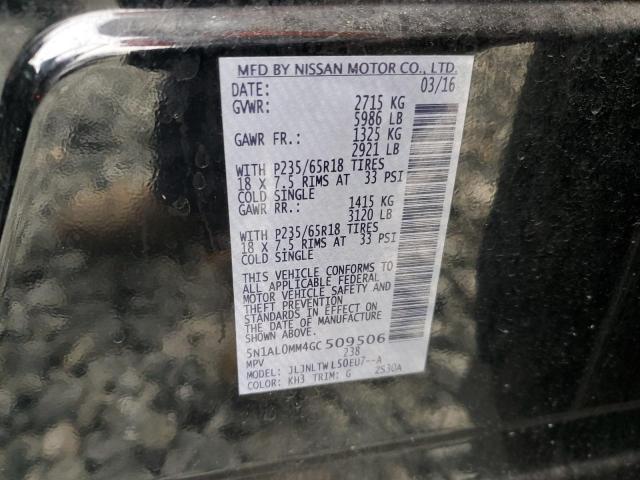 MFD BY NISSAN MOTOR CO., LTD.
DATE: 03/16
GVWR: 2715 KG
5986 LB
GAWR FR.: 1325 KG
2921 LB
WITH P235/65R18 TIRES
18 X 7.5 RIMS AT 33 PSI
COLD SINGLE
GAWR RR.: 1415 KG
3120 LB
WITH P235/65R18 TIRES
18 X 7.5 RIMS AT 33 PSI
COLD SINGLE
THIS VEHICLE CONFORMS TO
ALL APPLICABLE FEDERAL
MOTOR VEHICLE SAFETY AND
THEFT PREVENTION
STANDARDS IN EFFECT ON
THE DATE OF MANUFACTURE
SHOWN ABOVE.
5N1AL0MM4GC 509506
MPV 238
MODEL: JLJNLTWL50EU7--A
COLOR: KH3 TRIM: G 2S30A